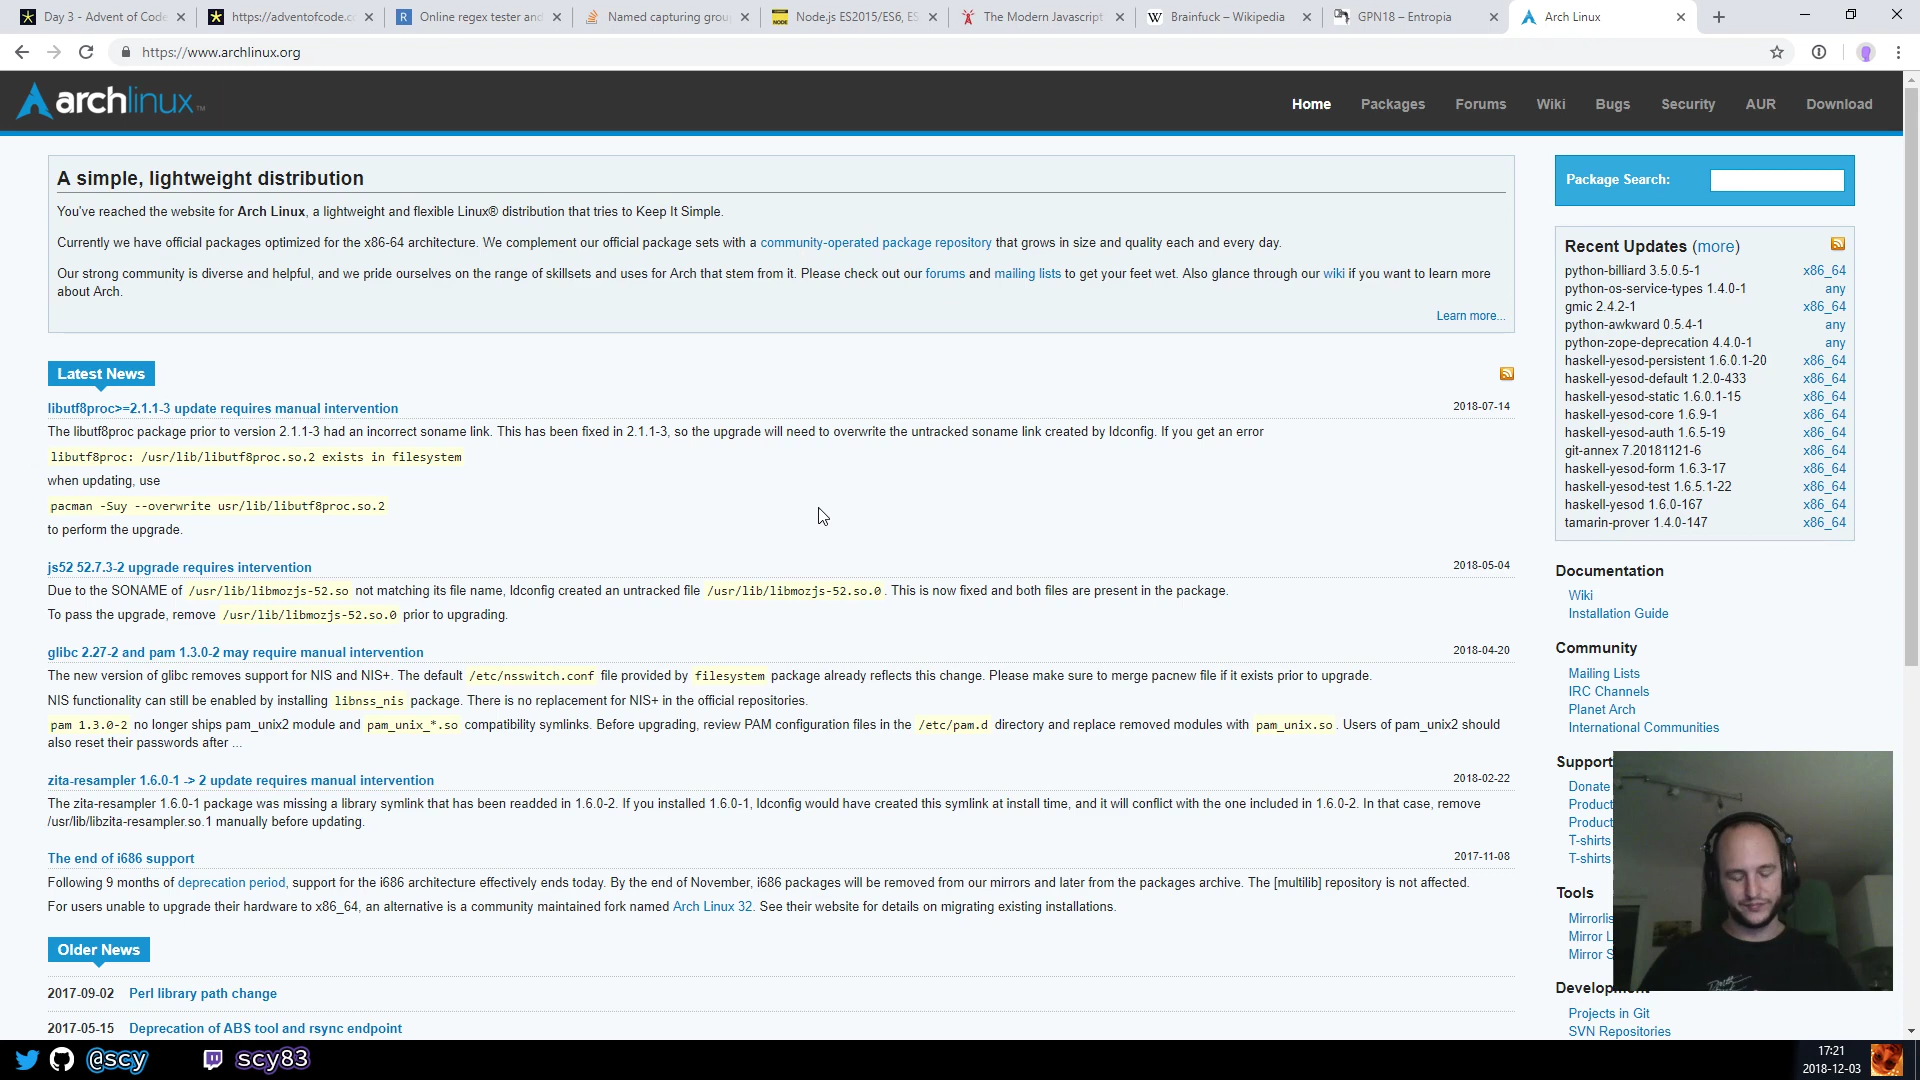 Day 3 - Advent of Code
https://adventofcode.c
Online regex tester and
Named capturing grou
Node.js ES2015/ES6, ES
The Modern Javascript
Brainfuck – Wikipedia
GPN18 – Entropia
Arch Linux
https://www.archlinux.org
archlinux™
Home
Packages
Forums
Wiki
Bugs
Security
AUR
Download
A simple, lightweight distribution
You've reached the website for Arch Linux, a lightweight and flexible Linux® distribution that tries to Keep It Simple.
Currently we have official packages optimized for the x86-64 architecture. We complement our official package sets with a community-operated package repository that grows in size and quality each and every day.
Our strong community is diverse and helpful, and we pride ourselves on the range of skillsets and uses for Arch that stem from it. Please check out our forums and mailing lists to get your feet wet. Also glance through our wiki if you want to learn more
about Arch.
Learn more...
Latest News
libutf8proc>=2.1.1-3 update requires manual intervention 2018-07-14
The libutf8proc package prior to version 2.1.1-3 had an incorrect soname link. This has been fixed in 2.1.1-3, so the upgrade will need to overwrite the untracked soname link created by ldconfig. If you get an error
libutf8proc: /usr/lib/libutf8proc.so.2 exists in filesystem
when updating, use
pacman -Suy --overwrite usr/lib/libutf8proc.so.2
to perform the upgrade.
js52 52.7.3-2 upgrade requires intervention 2018-05-04
Due to the SONAME of /usr/lib/libmozjs-52.so not matching its file name, ldconfig created an untracked file /usr/lib/libmozjs-52.so.0. This is now fixed and both files are present in the package.
To pass the upgrade, remove /usr/lib/libmozjs-52.so.0 prior to upgrading.
glibc 2.27-2 and pam 1.3.0-2 may require manual intervention 2018-04-20
The new version of glibc removes support for NIS and NIS+. The default /etc/nsswitch.conf file provided by filesystem package already reflects this change. Please make sure to merge pacnew file if it exists prior to upgrade.
NIS functionality can still be enabled by installing libnss_nis package. There is no replacement for NIS+ in the official repositories.
pam 1.3.0-2 no longer ships pam_unix2 module and pam_unix_*.so compatibility symlinks. Before upgrading, review PAM configuration files in the /etc/pam.d directory and replace removed modules with pam_unix.so. Users of pam_unix2 should
also reset their passwords after ...
zita-resampler 1.6.0-1 -> 2 update requires manual intervention 2018-02-22
The zita-resampler 1.6.0-1 package was missing a library symlink that has been readded in 1.6.0-2. If you installed 1.6.0-1, ldconfig would have created this symlink at install time, and it will conflict with the one included in 1.6.0-2. In that case, remove
/usr/lib/libzita-resampler.so.1 manually before updating.
The end of i686 support 2017-11-08
Following 9 months of deprecation period, support for the i686 architecture effectively ends today. By the end of November, i686 packages will be removed from our mirrors and later from the packages archive. The [multilib] repository is not affected.
For users unable to upgrade their hardware to x86_64, an alternative is a community maintained fork named Arch Linux 32. See their website for details on migrating existing installations.
Older News
2017-09-02 Perl library path change
2017-05-15 Deprecation of ABS tool and rsync endpoint
Package Search:
Recent Updates (more)
python-billiard 3.5.0.5-1 x86_64
python-os-service-types 1.4.0-1 any
gmic 2.4.2-1 x86_64
python-awkward 0.5.4-1 any
python-zope-deprecation 4.4.0-1 any
haskell-yesod-persistent 1.6.0.1-20 x86_64
haskell-yesod-default 1.2.0-433 x86_64
haskell-yesod-static 1.6.0.1-15 x86_64
haskell-yesod-core 1.6.9-1 x86_64
haskell-yesod-auth 1.6.5-19 x86_64
git-annex 7.20181121-6 x86_64
haskell-yesod-form 1.6.3-17 x86_64
haskell-yesod-test 1.6.5.1-22 x86_64
haskell-yesod 1.6.0-167 x86_64
tamarin-prover 1.4.0-147 x86_64
Documentation
Wiki
Installation Guide
Community
Mailing Lists
IRC Channels
Planet Arch
International Communities
Support
Donate
Product
Product
T-shirts
T-shirts
Tools
Mirrorlis
Mirror L
Mirror S
Development
Projects in Git
SVN Repositories
@scy
scy83
17:21
2018-12-03